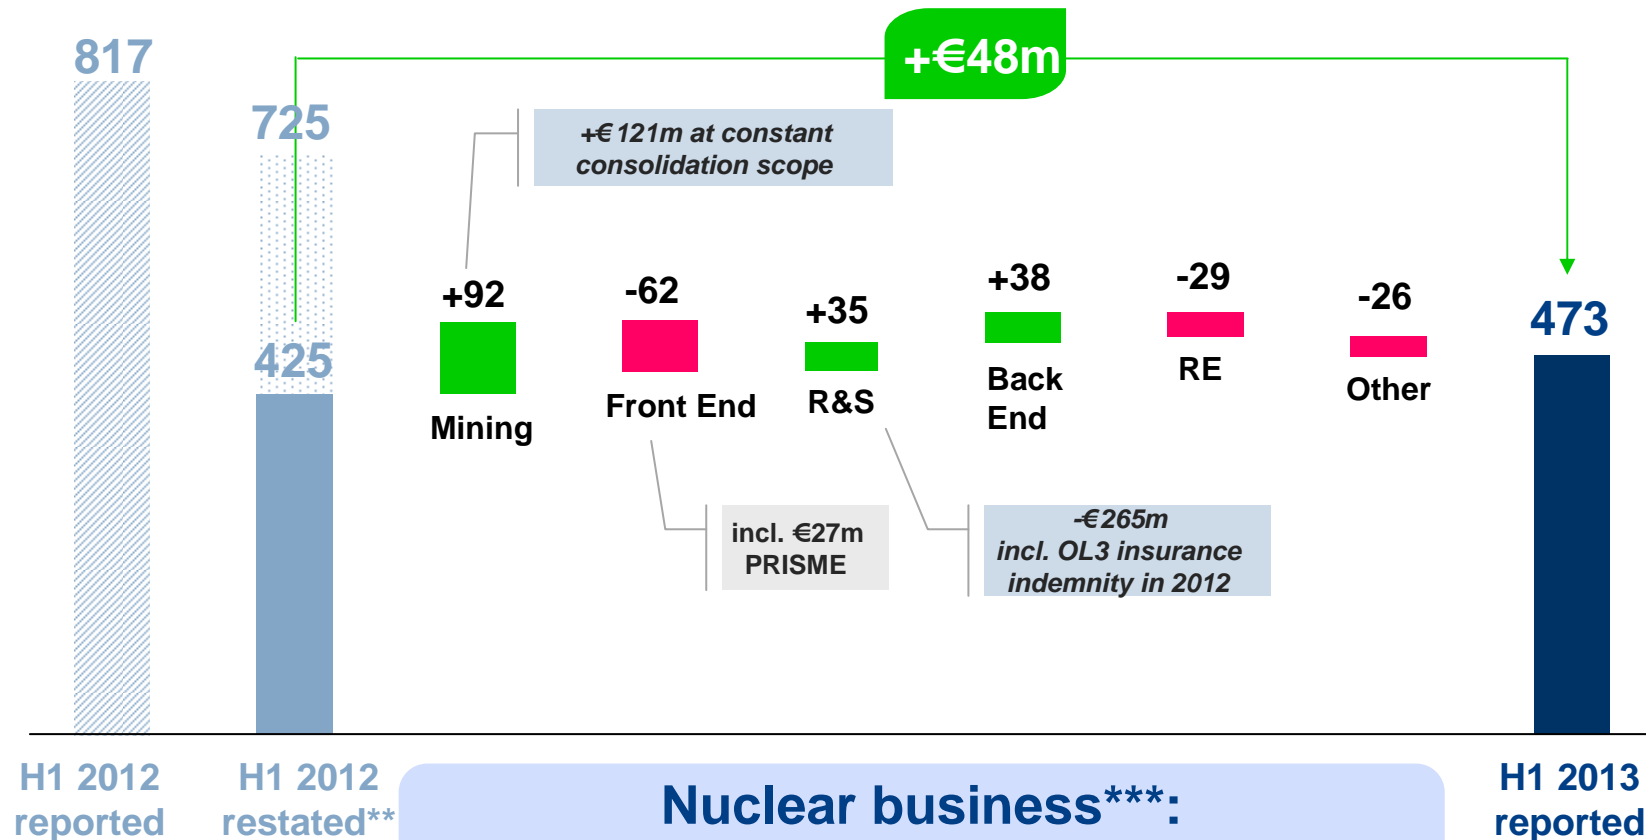 817
+€48m
725
+€121m at constant
consolidation scope
+92
-62
+35
+38
-29
-26
473
425
Mining
Front End
R&S
Back
End
RE
Other
incl. €27m
PRISME
-€265m
incl. OL3 insurance
indemnity in 2012
H1 2012
reported
H1 2012
restated**
Nuclear business***:
H1 2013
reported